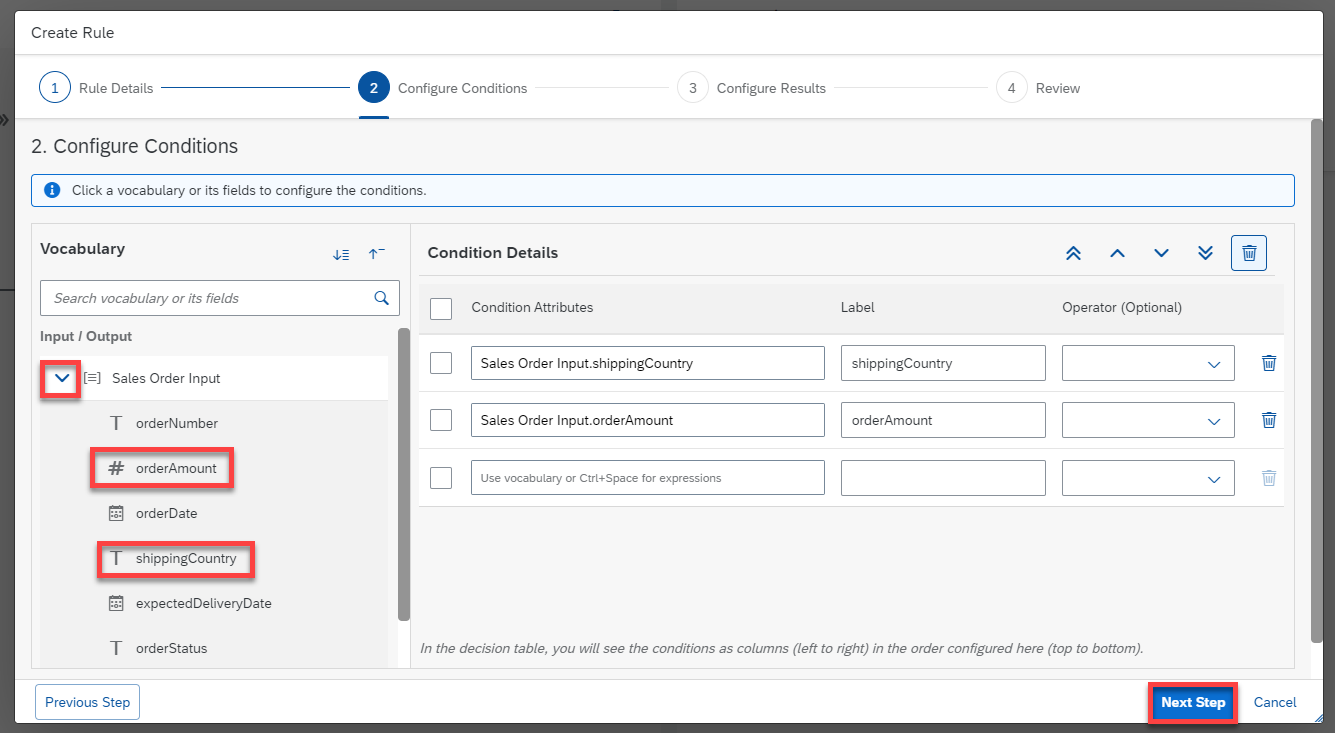 Create Rule
1 Rule Details 2 Configure Conditions 3 Configure Results 4 Review
2. Configure Conditions
Click a vocabulary or its fields to configure the conditions.
Vocabulary
Search vocabulary or its fields
Input / Output
Sales Order Input
orderNumber
orderAmount
orderDate
shippingCountry
expectedDeliveryDate
orderStatus
Condition Details
Condition Attributes Label Operator (Optional)
Sales Order Input.shippingCountry shippingCountry
Sales Order Input.orderAmount orderAmount
Use vocabulary or Ctrl+Space for expressions
In the decision table, you will see the conditions as columns (left to right) in the order configured here (top to bottom).
Previous Step Next Step Cancel